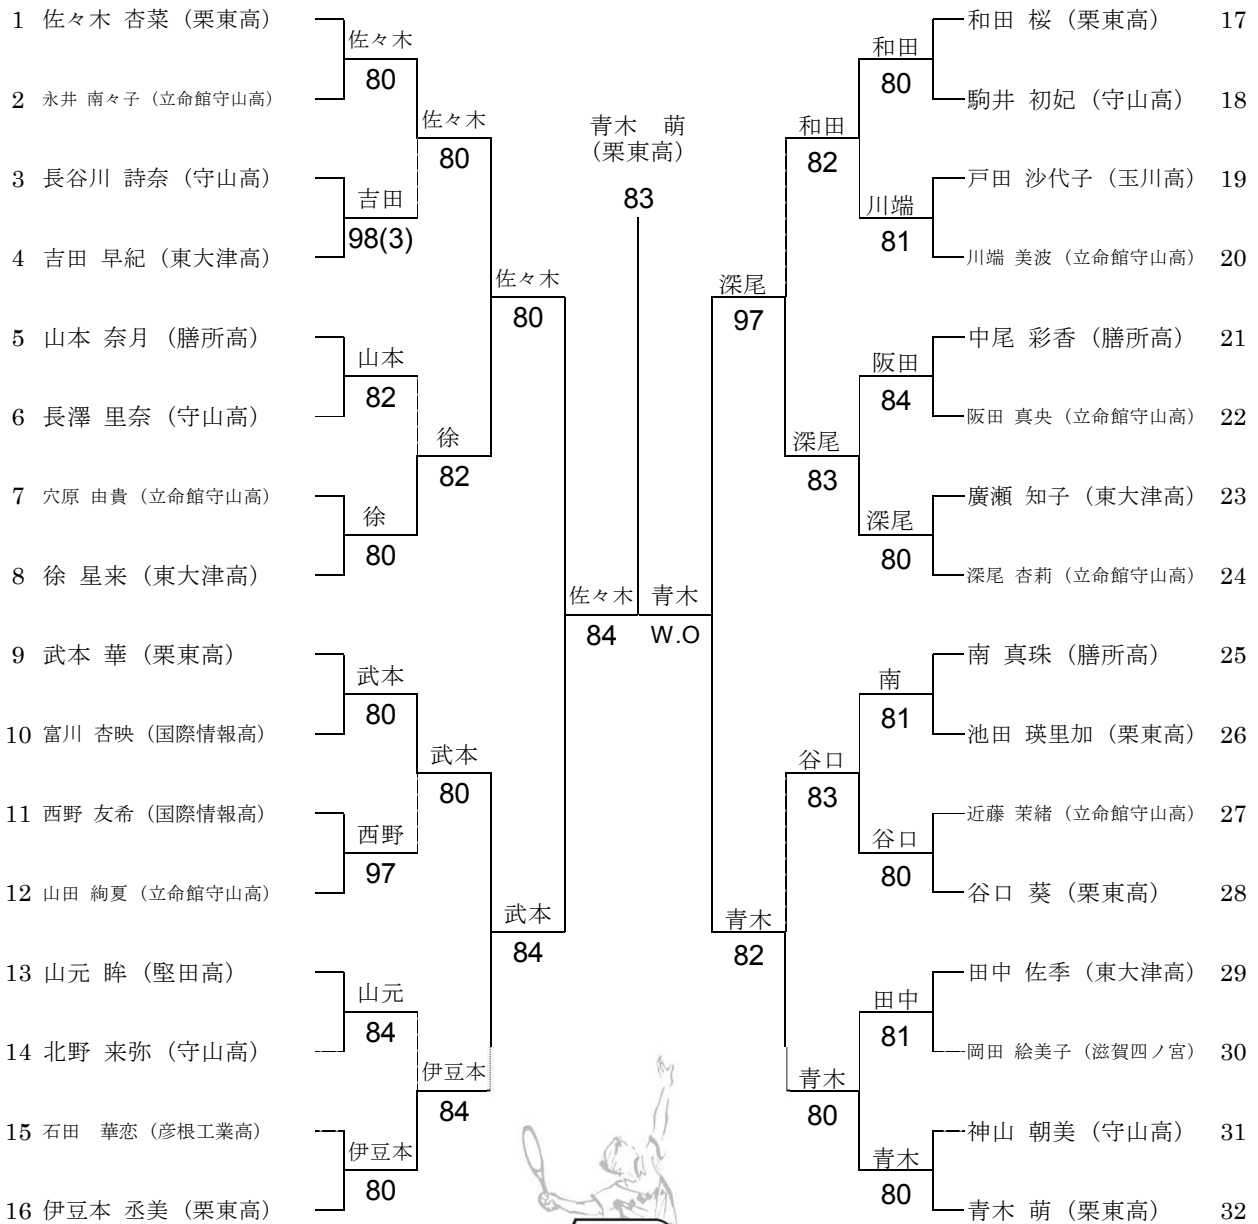 1 佐々木 杏菜（栗東高）
2 永井 南々子（立命館守山高）
3 長谷川 詩奈（守山高）
4 吉田 早紀（東大津高）
5 山本 奈月（膳所高）
6 長澤 里奈（守山高）
7 穴原 由貴（立命館守山高）
8 徐 星来（東大津高）
9 武本 華（栗東高）
10 富川 杏映（国際情報高）
11 西野 友希（国際情報高）
12 山田 絢夏（立命館守山高）
13 山元 眸（堅田高）
14 北野 来弥（守山高）
15 石田　華恋（彦根工業高）
16 伊豆本 丞美（栗東高）
佐々木
80
吉田
98(3)
山本
82
徐
80
武本
80
西野
97
山元
84
伊豆本
80
佐々木
80
徐
82
武本
80
伊豆本
84
佐々木
80
武本
84
佐々木
84
青木　萌
（栗東高）
83
青木
W.O
深尾
97
青木
82
和田
82
深尾
83
谷口
83
青木
80
和田
80
川端
81
阪田
84
深尾
80
南
81
谷口
80
田中
81
青木
80
和田 桜（栗東高） 17
駒井 初妃（守山高） 18
戸田 沙代子（玉川高） 19
川端 美波（立命館守山高） 20
中尾 彩香（膳所高） 21
阪田 真央（立命館守山高） 22
廣瀬 知子（東大津高） 23
深尾 杏莉（立命館守山高） 24
南 真珠（膳所高） 25
池田 瑛里加（栗東高） 26
近藤 茉緒（立命館守山高） 27
谷口 葵（栗東高） 28
田中 佐季（東大津高） 29
岡田 絵美子（滋賀四ノ宮） 30
神山 朝美（守山高） 31
青木 萌（栗東高） 32